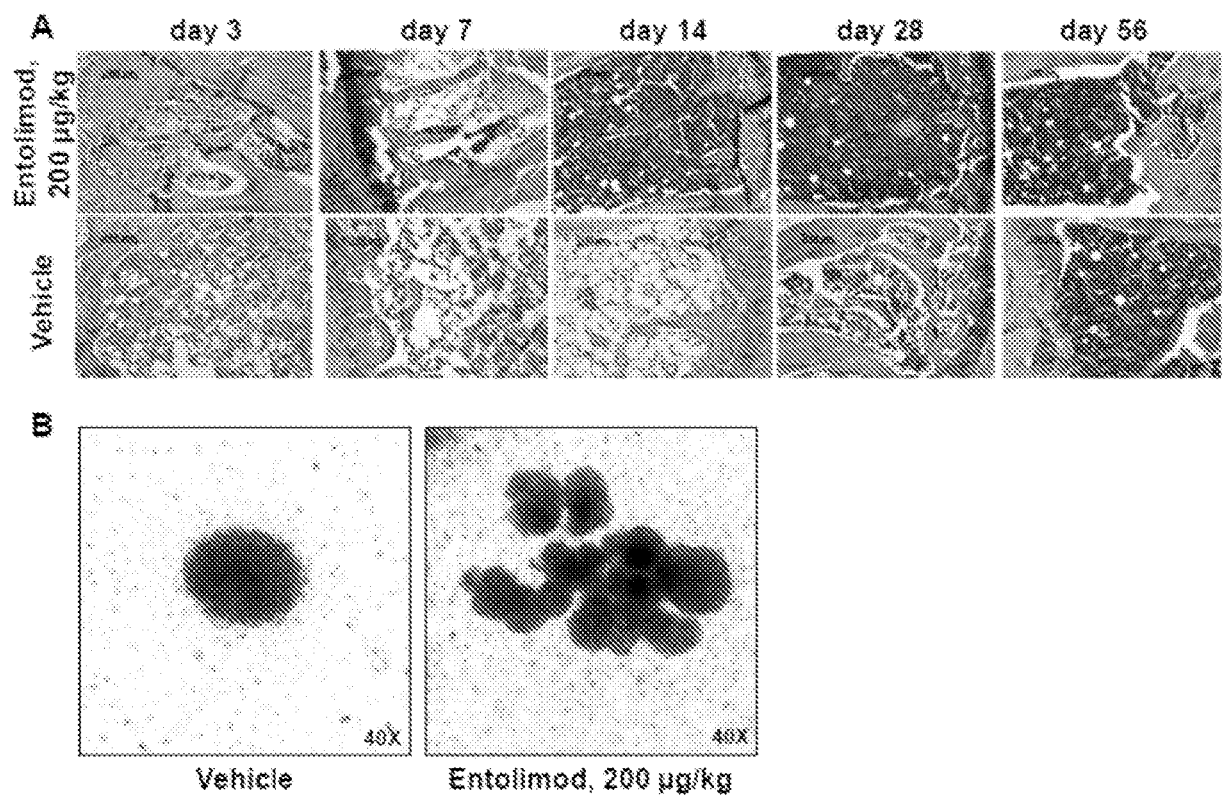 A
day 3 day 7 day 14 day 28 day 56
Entolimod,
200 µg/kg
Vehicle
B
40X 40X
Vehicle Entolimod, 200 µg/kg